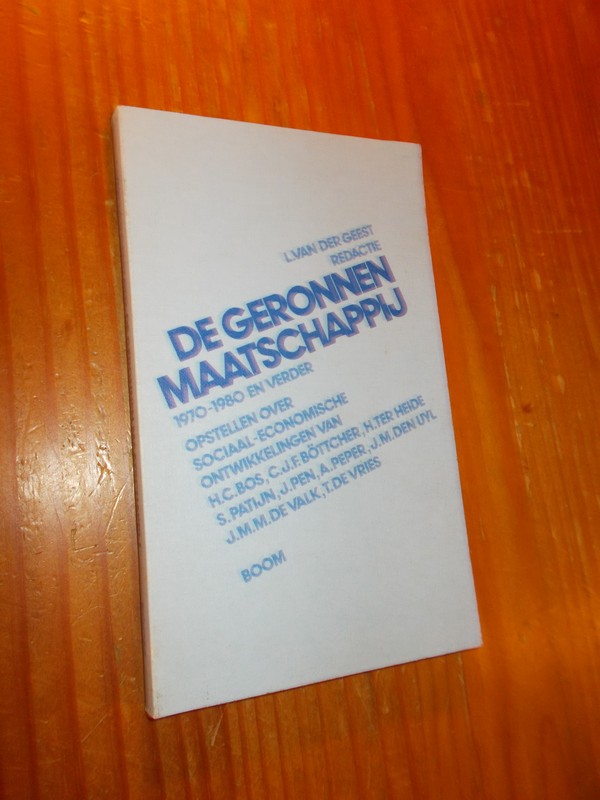 L. VAN DER GEEST
REDACTIE
DE GERONNEN
MAATSCHAPPIJ
1970-1980 EN VERDER
OPSTELLEN OVER
SOCIAAL-ECONOMISCHE
ONTWIKKELINGEN VAN
H.C. BOS, C.J.F. BÖTTCHER, H. TER HEIDE
S. PATIJN, J. PEN, A. PEPER, J.M. DEN UYL
J.M.M. DE VALK, T. DE VRIES
BOOM